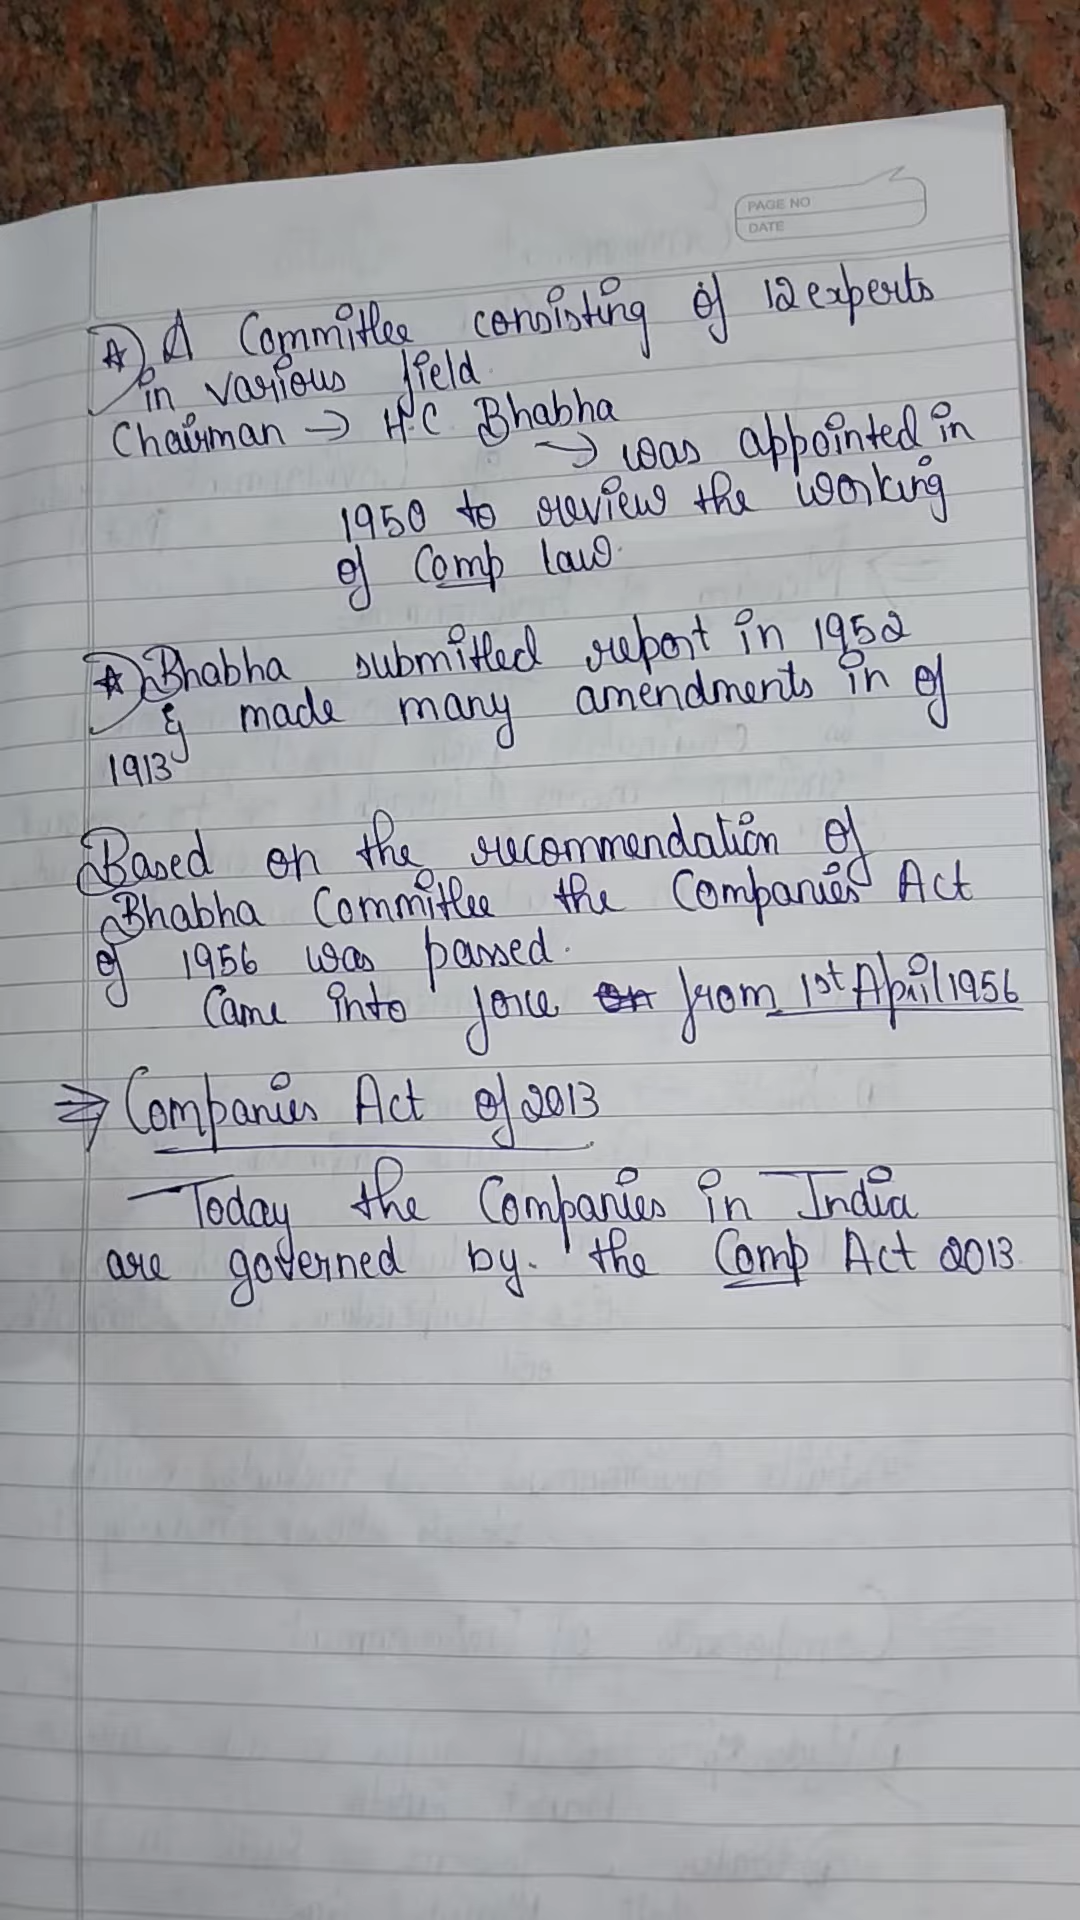 PAGE NO
DATE
A Committee consisting of 12 experts
in various field.
Chairman → H.C Bhabha
→ was appointed in
1950 to review the working
of Comp law.
Bhabha submitted report in 1952
& made many amendments in of
1913
Based on the recommendation of
Bhabha Committee the Companies Act
of 1956 was passed.
Came into force on from 1st April 1956
⇒ Companies Act of 2013
Today the Companies in India
are governed by. the Comp Act 2013.